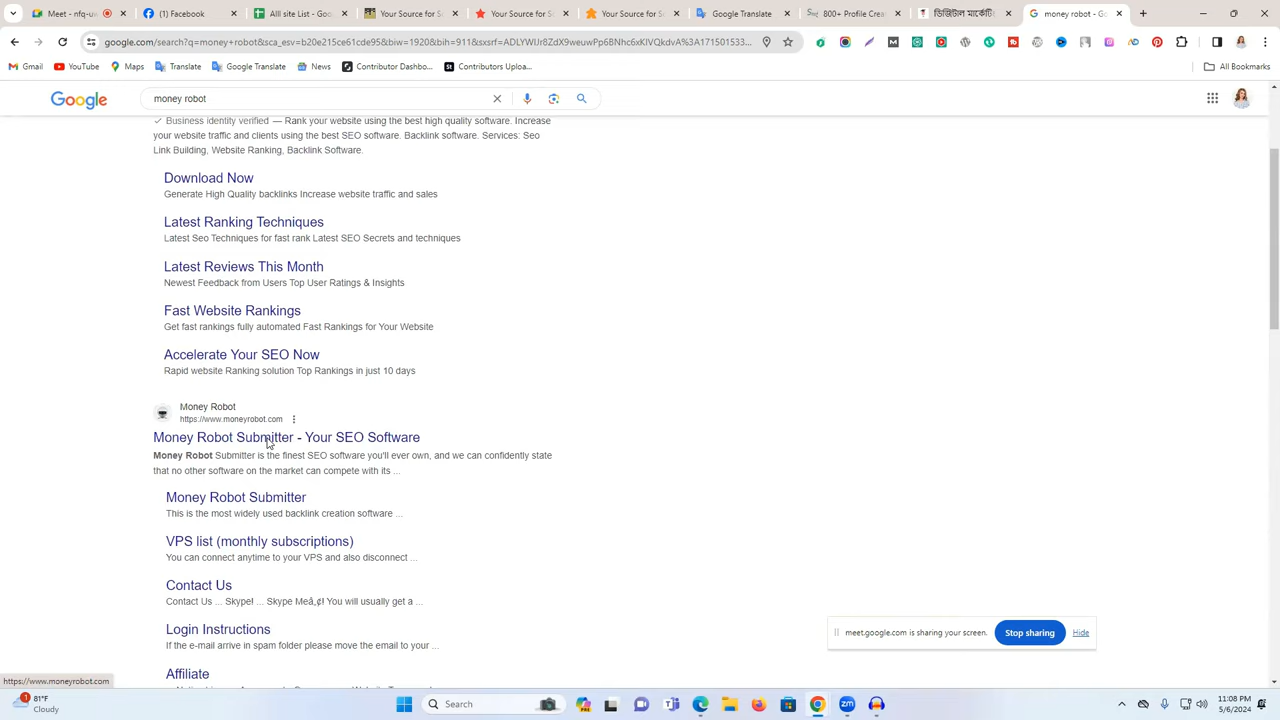 money rot
(1) Faceboo
money rob
Your Source for Sc
Your Source for Sc
Google Translate
800+ Profile Crea
ডিজিটাল মার্কেটিং
money robot -
google.com/search?q=money+robot&sca_esv=b20e215ce61cde95&biw=1920&bih=911&sxsrf=ADLYWIJr8ZdX9weuwPp6BNhc6xKIVQkdvA%3A171501533...
Gmail
YouTube
Maps
Translate
Google Translate
News
Contributor Dashbo...
Contributors Uploa...
All Bookmarks
Google
money robot
Business identity verified — Rank your website using the best high quality software. Increase
your website traffic and clients using the best SEO software. Backlink software. Services: Seo
Link Building, Website Ranking, Backlink Software.
Download Now
Generate High Quality backlinks Increase website traffic and sales
Latest Ranking Techniques
Latest Seo Techniques for fast rank Latest SEO Secrets and techniques
Latest Reviews This Month
Newest Feedback from Users Top User Ratings & Insights
Fast Website Rankings
Get fast rankings fully automated Fast Rankings for Your Website
Accelerate Your SEO Now
Rapid website Ranking solution Top Rankings in just 10 days
Money Robot
https://www.moneyrobot.com
Money Robot Submitter - Your SEO Software
Money Robot Submitter is the finest SEO software you'll ever own, and we can confidently state
that no other software on the market can compete with its ...
Money Robot Submitter
This is the most widely used backlink creation software ...
VPS list (monthly subscriptions)
You can connect anytime to your VPS and also disconnect ...
Contact Us
Contact Us ... Skype! ... Skype Meâ„¢! You will usually get a ...
Login Instructions
If the e-mail arrive in spam folder please move the email to your ...
Affiliate
meet.google.com is sharing your screen.
Stop sharing
Hide
https://www.moneyrobot.com
81°F
Cloudy
Search
11:08 PM
5/6/2024